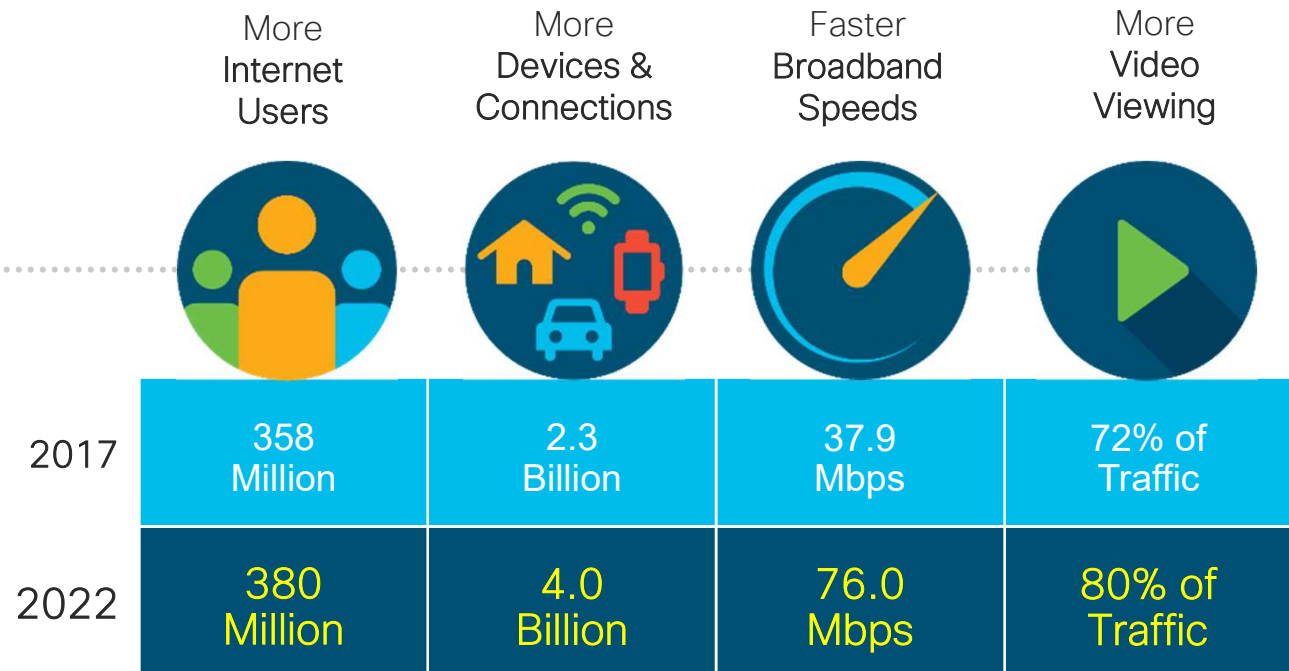 More
Internet
Users
More
Devices &
Connections
Faster
Broadband
Speeds
More
Video
Viewing
2017
358
Million
2.3
Billion
37.9
Mbps
72% of
Traffic
2022
380
Million
4.0
Billion
76.0
Mbps
80% of
Traffic